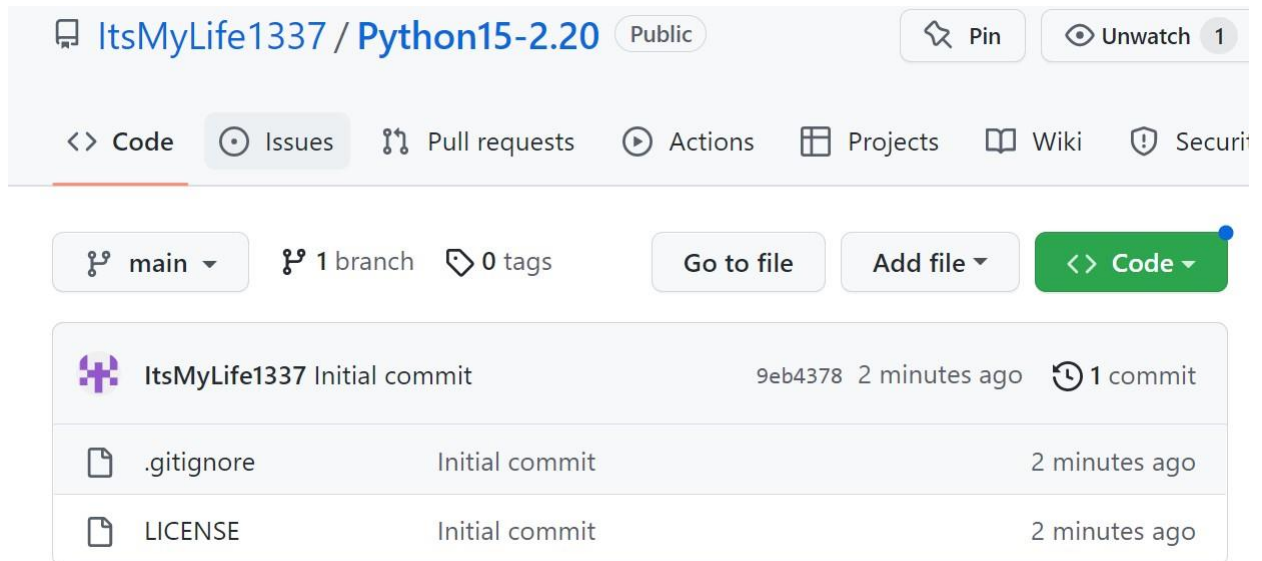 ItsMyLife1337 / Python15-2.20 Public Pin Unwatch 1
<> Code Issues Pull requests Actions Projects Wiki Securit
main 1 branch 0 tags Go to file Add file <> Code
ItsMyLife1337 Initial commit 9eb4378 2 minutes ago 1 commit
.gitignore Initial commit 2 minutes ago
LICENSE Initial commit 2 minutes ago